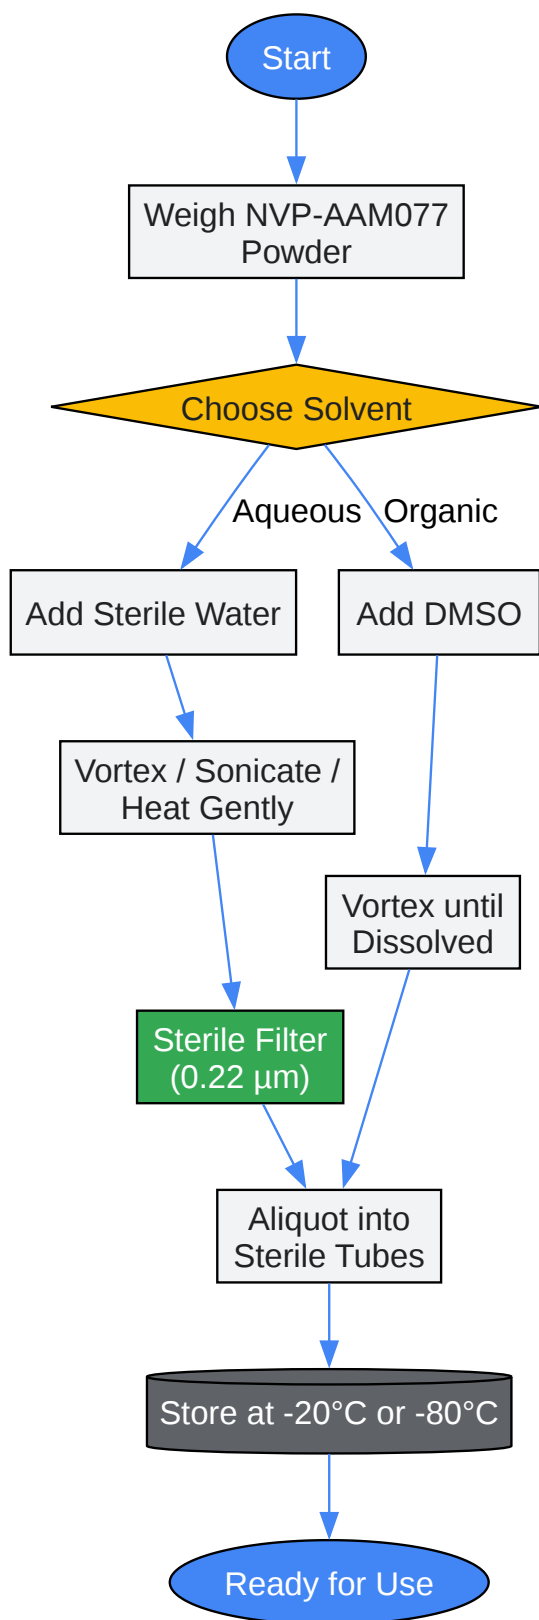 Start
Weigh NVP-AAM077
Powder
Choose Solvent
Aqueous
Organic
Add Sterile Water
Add DMSO
Vortex / Sonicate /
Heat Gently
Vortex until
Dissolved
Sterile Filter
(0.22 µm)
Aliquot into
Sterile Tubes
Store at -20°C or -80°C
Ready for Use